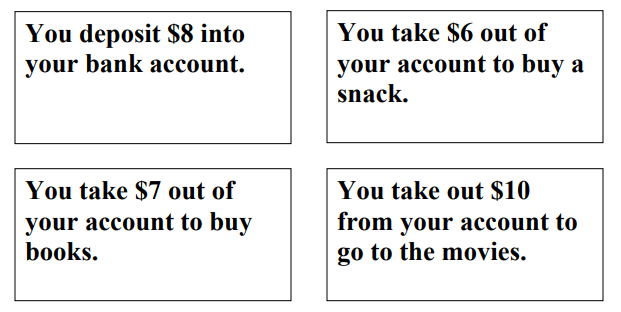 You deposit $8 into
your bank account.
You take $6 out of
your account to buy a
snack.
You take $7 out of
your account to buy
books.
You take out $10
from your account to
go to the movies.